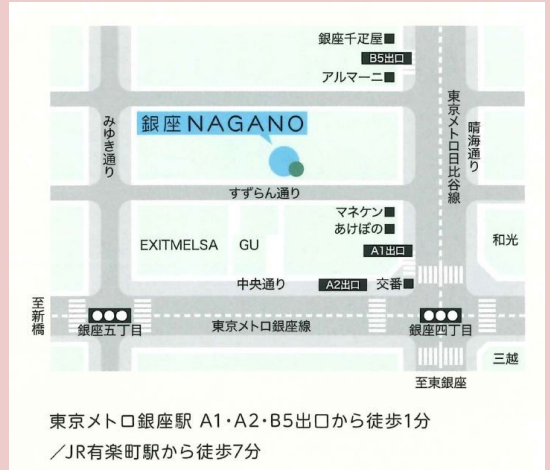 銀座千疋屋
B5出口
アルマーニ
みゆき通り
銀座NAGANO
東京メトロ日比谷線
晴海通り
すずらん通り
マネケン
あけぼの
EXITMELSA
GU
A1出口
和光
中央通り
A2出口
交番
至新橋
銀座五丁目
東京メトロ銀座線
銀座四丁目
三越
至東銀座
東京メトロ銀座駅 A1・A2・B5出口から徒歩1分
／JR有楽町駅から徒歩7分